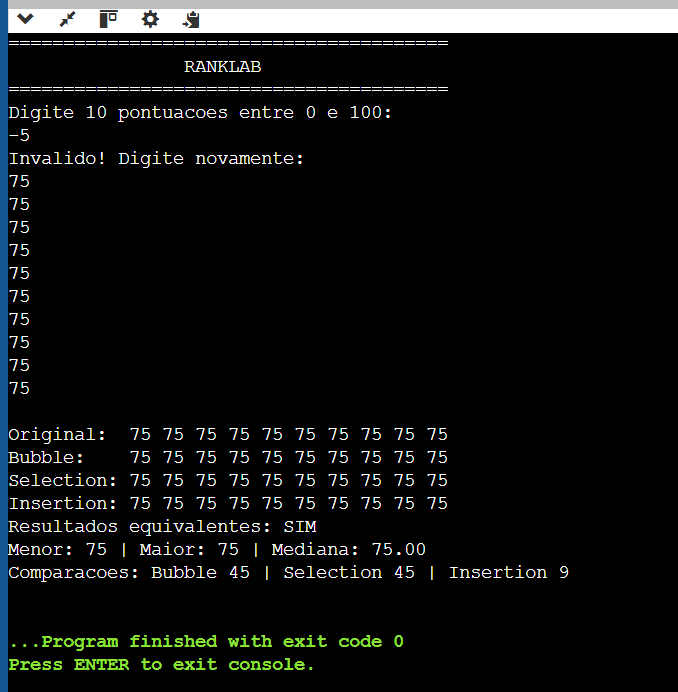 ========================================
RANKLAB
========================================
Digite 10 pontuacoes entre 0 e 100:
-5
Invalido! Digite novamente:
75
75
75
75
75
75
75
75
75
75
Original:  75 75 75 75 75 75 75 75 75 75
Bubble:    75 75 75 75 75 75 75 75 75 75
Selection: 75 75 75 75 75 75 75 75 75 75
Insertion: 75 75 75 75 75 75 75 75 75 75
Resultados equivalentes: SIM
Menor: 75 | Maior: 75 | Mediana: 75.00
Comparacoes: Bubble 45 | Selection 45 | Insertion 9
...Program finished with exit code 0
Press ENTER to exit console.